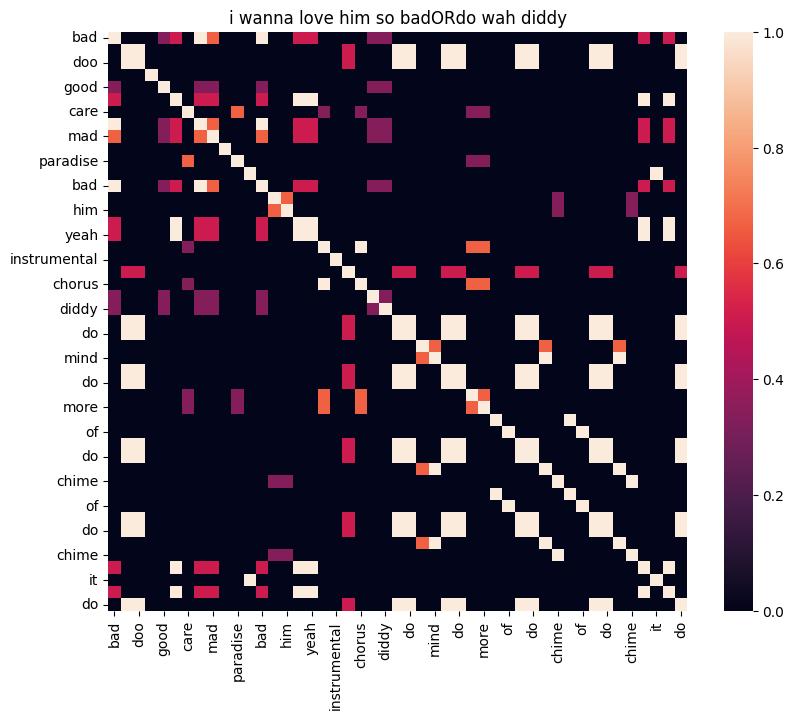 i wanna love him so badORdo wah diddy
bad
doo
good
care
mad
paradise
bad
him
yeah
instrumental
chorus
diddy
do
mind
do
more
of
do
chime
of
do
chime
it
do
1.0
0.8
0.6
0.4
0.2
0.0
bad
doo
good
care
mad
paradise
bad
him
yeah
instrumental
chorus
diddy
do
mind
do
more
of
do
chime
of
do
chime
it
do